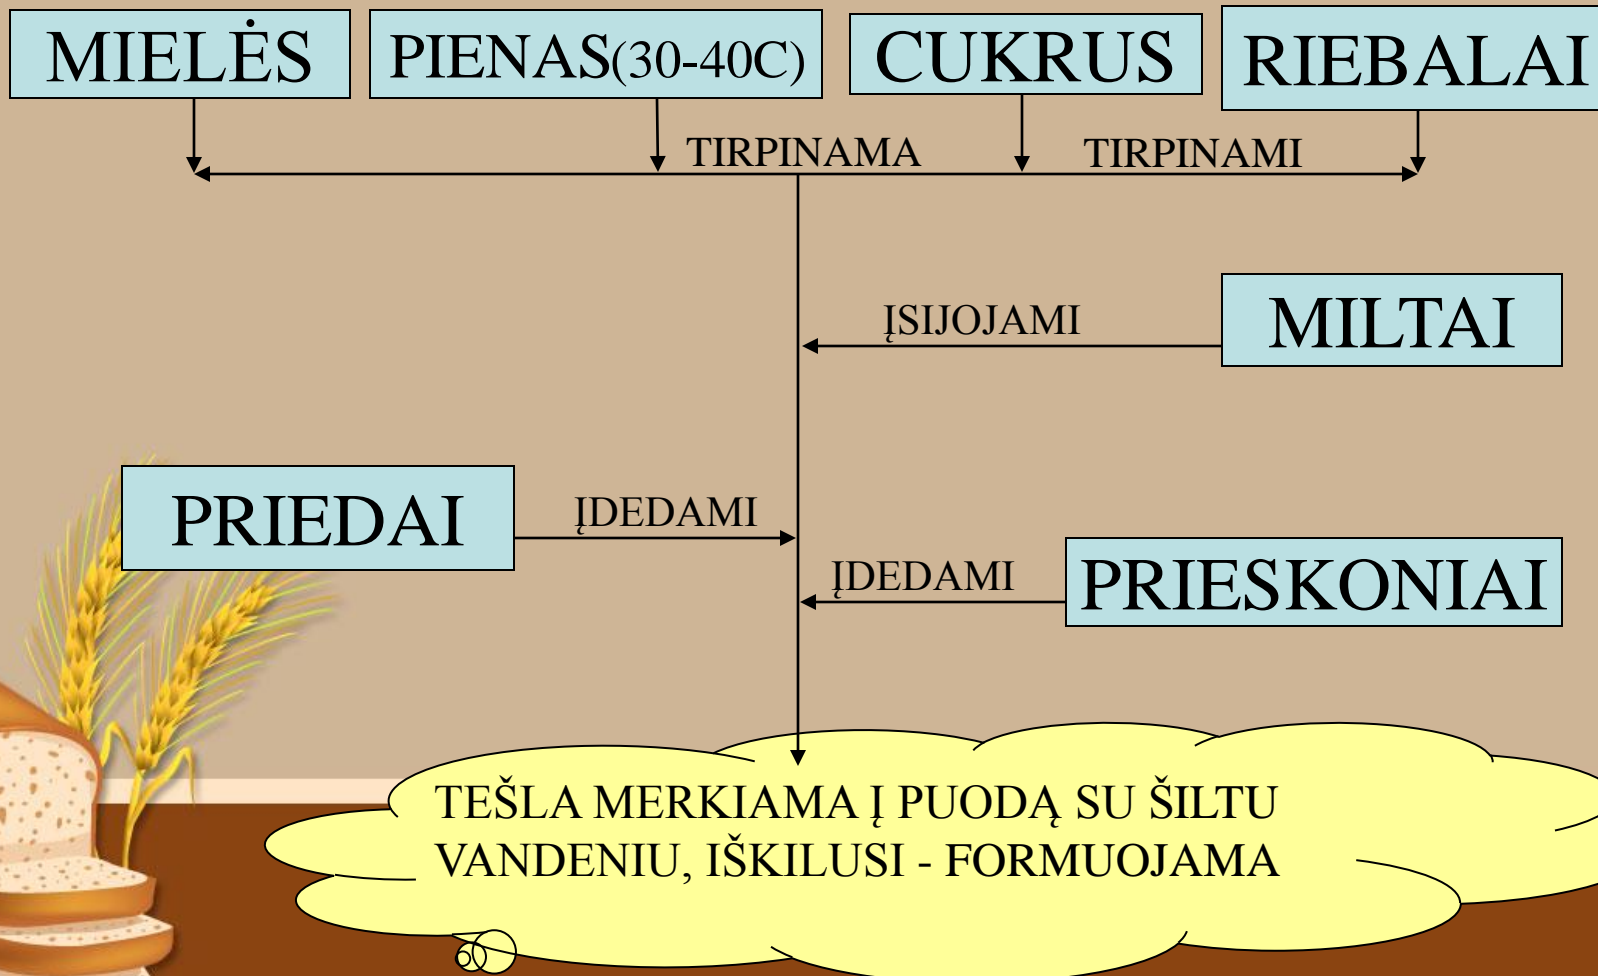 MIELĖS
PIENAS(30-40C)
CUKRUS
RIEBALAI
TIRPINAMA
TIRPINAMI
ĮSIJOJAMI
MILTAI
PRIEDAI
ĮDEDAMI
ĮDEDAMI
PRIESKONIAI
TEŠLA MERKIAMA Į PUODĄ SU ŠILTU
VANDENIU, IŠKILUSI - FORMUOJAMA